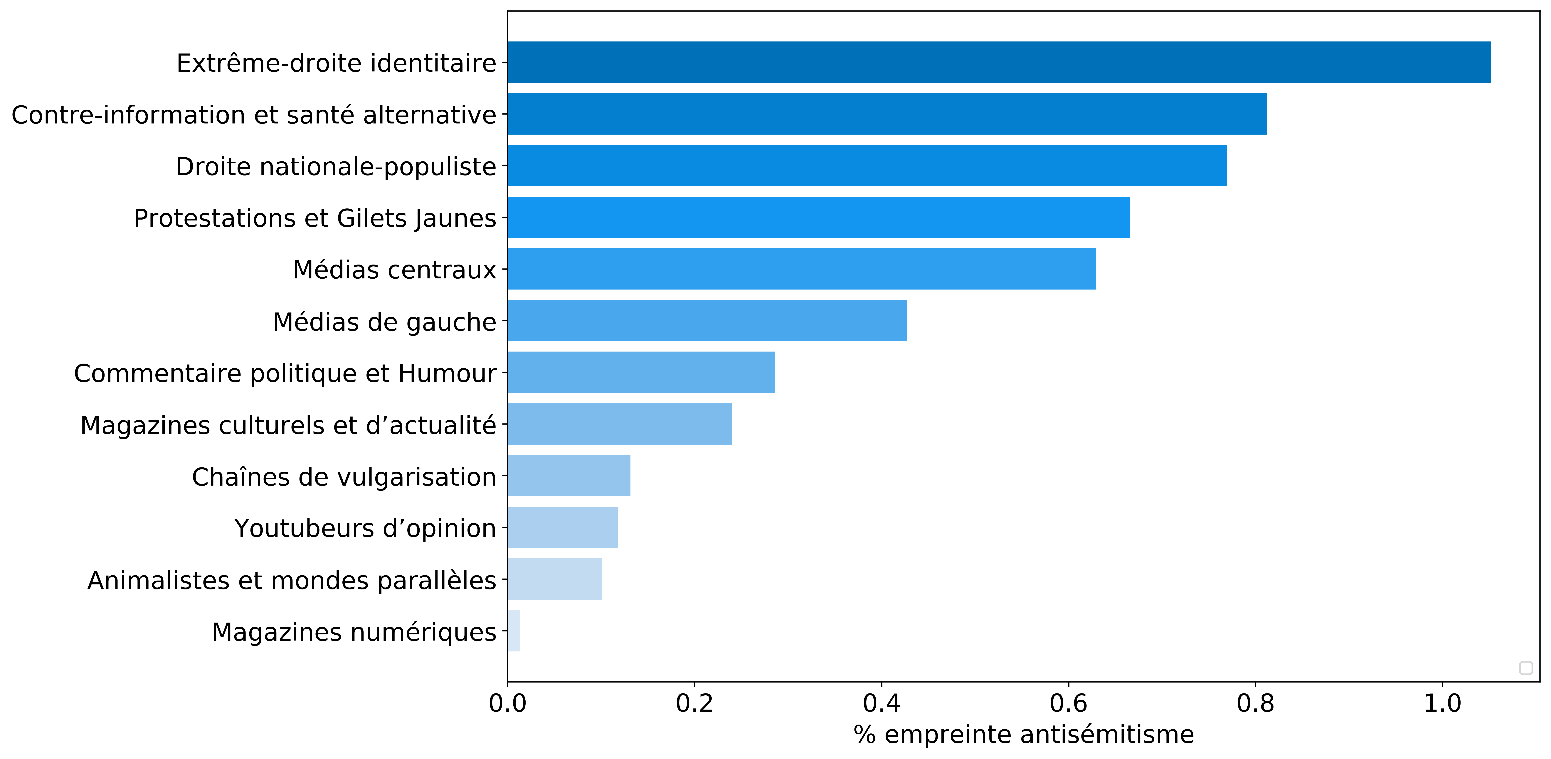 Extrême-droite identitaire
Contre-information et santé alternative
Droite nationale-populiste
Protestations et Gilets Jaunes
Médias centraux
Médias de gauche
Commentaire politique et Humour
Magazines culturels et d’actualité
Chaînes de vulgarisation
Youtubeurs d’opinion
Animalistes et mondes parallèles
Magazines numériques
0.0 0.2 0.4 0.6 0.8 1.0
% empreinte antisémitisme